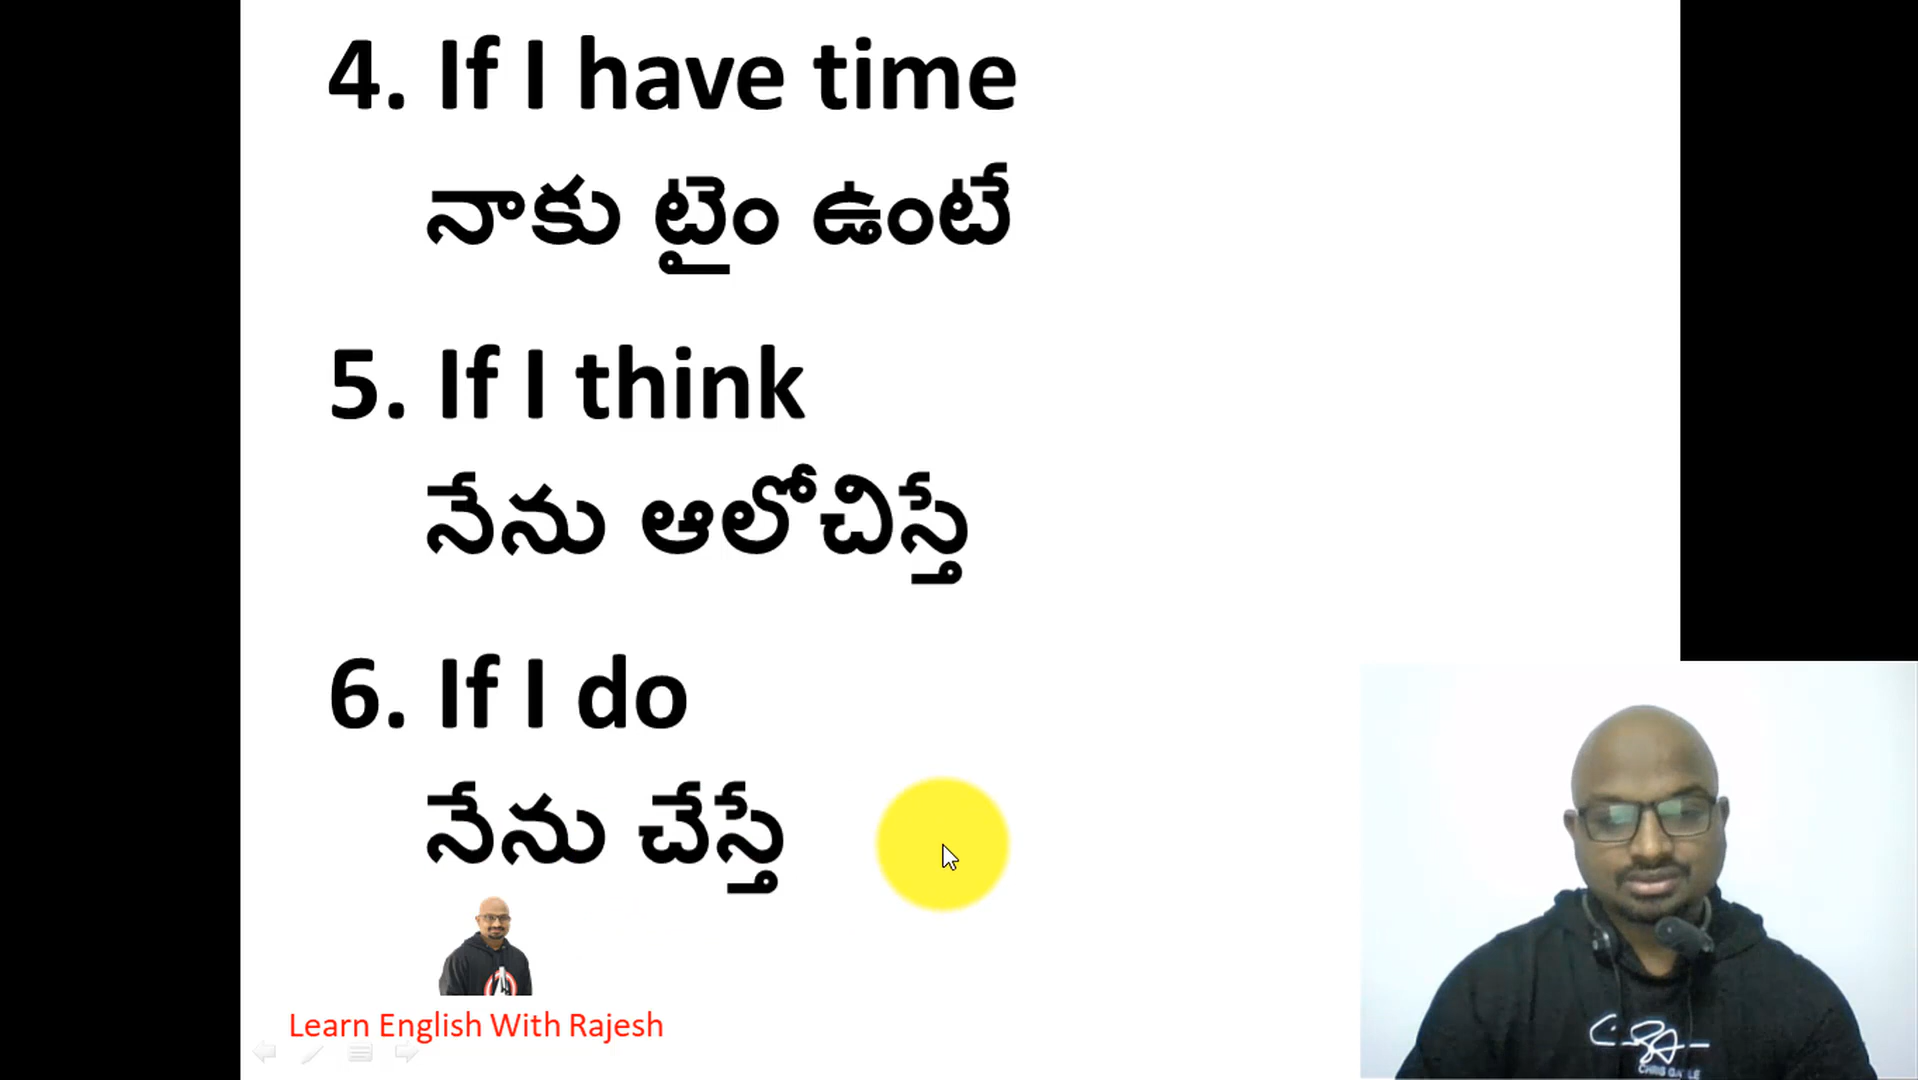 4. If I have time
నాకు టైం ఉంటే
5. If I think
నేను ఆలోచిస్తే
6. If I do
నేను చేస్తే
Learn English With Rajesh